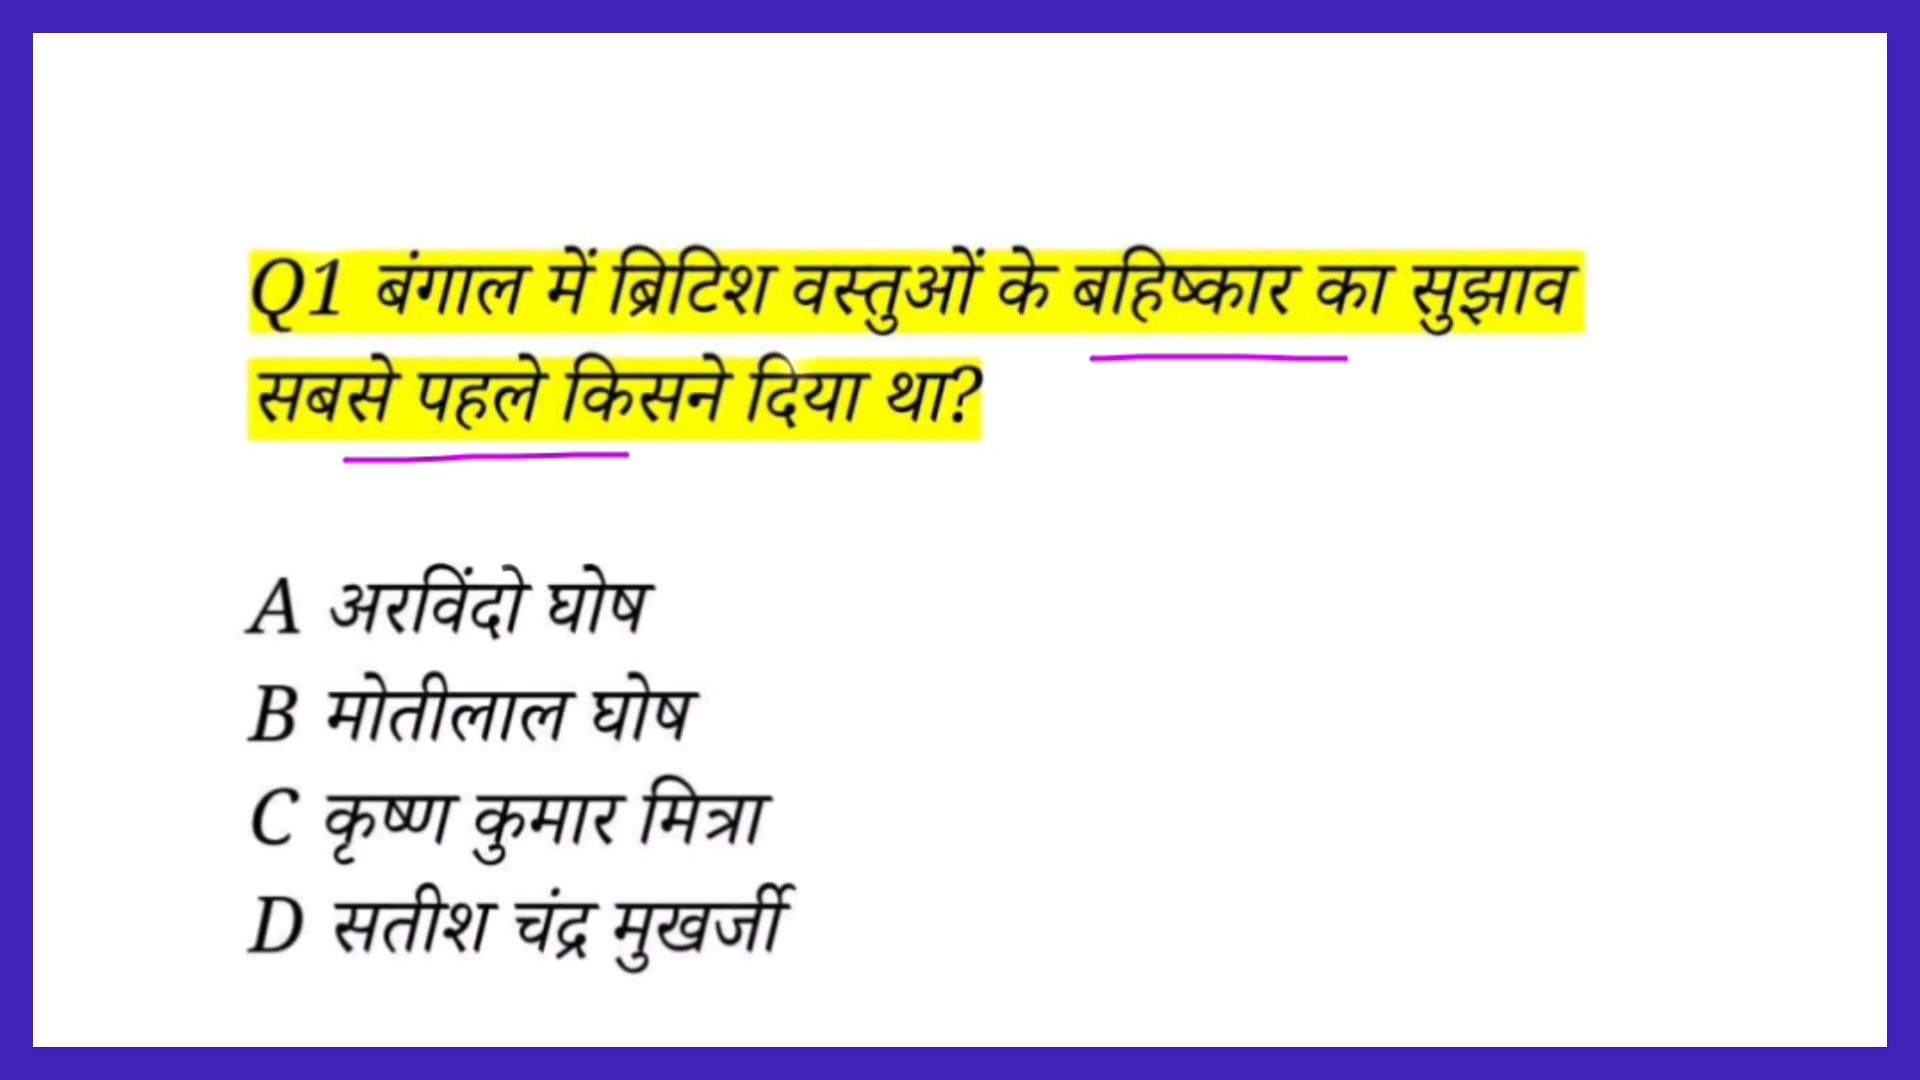 Q1 बंगाल में ब्रिटिश वस्तुओं के बहिष्कार का सुझाव
सबसे पहले किसने दिया था?
A अरविंदो घोष
B मोतीलाल घोष
C कृष्ण कुमार मित्रा
D सतीश चंद्र मुखर्जी